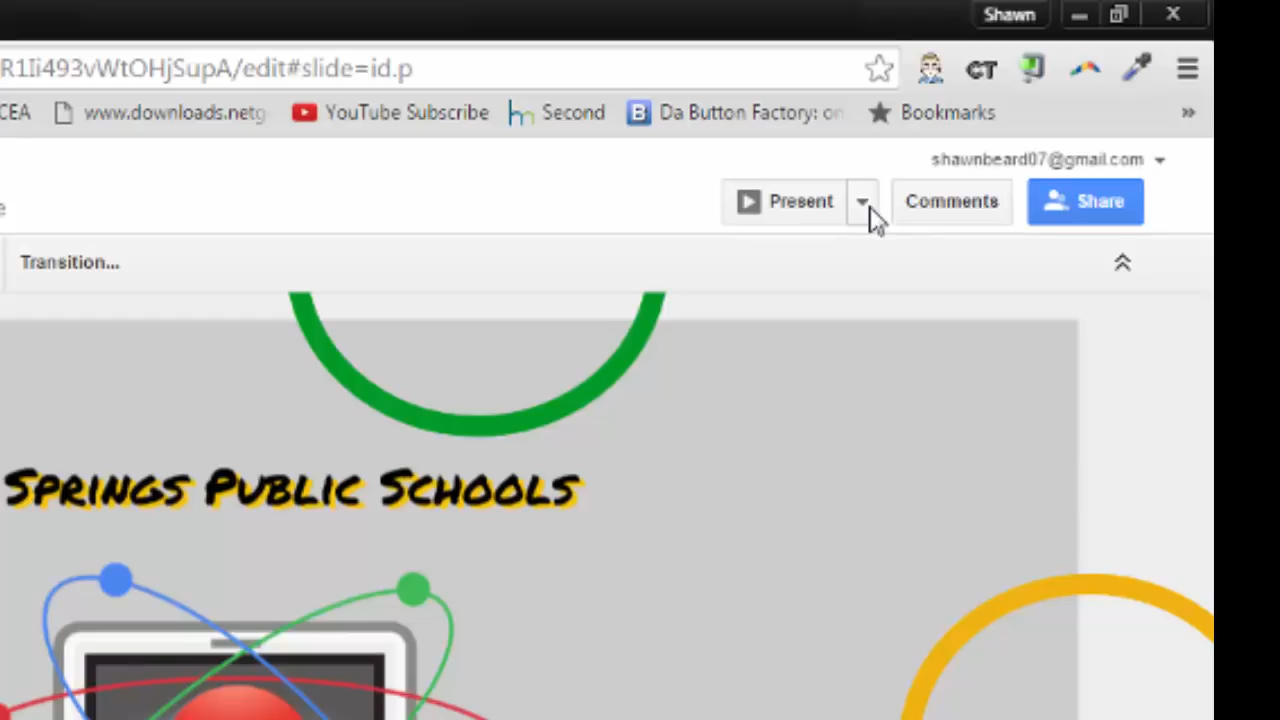 Shawn
R1Ii493vWtOHjSupA/edit#slide=id.p
CT
CEA www.downloads.netg YouTube Subscribe Second B Da Button Factory: on Bookmarks »
shawnbeard07@gmail.com
Present Comments Share
e
Transition...
Springs Public Schools